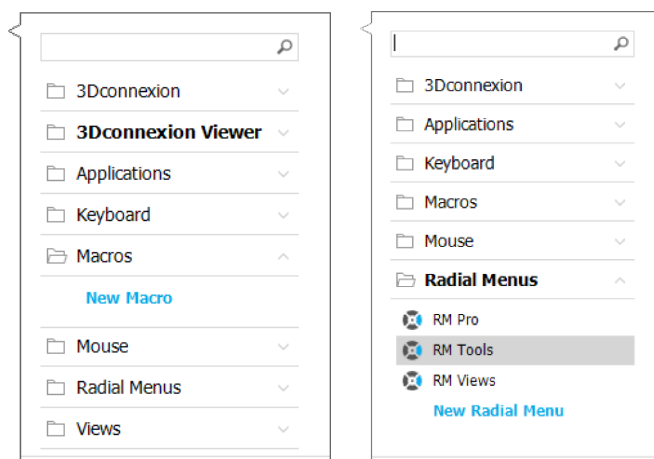 3Dconnexion
3Dconnexion Viewer
Applications
Keyboard
Macros
New Macro
Mouse
Radial Menus
Views
3Dconnexion
Applications
Keyboard
Macros
Mouse
Radial Menus
RM Pro
RM Tools
RM Views
New Radial Menu